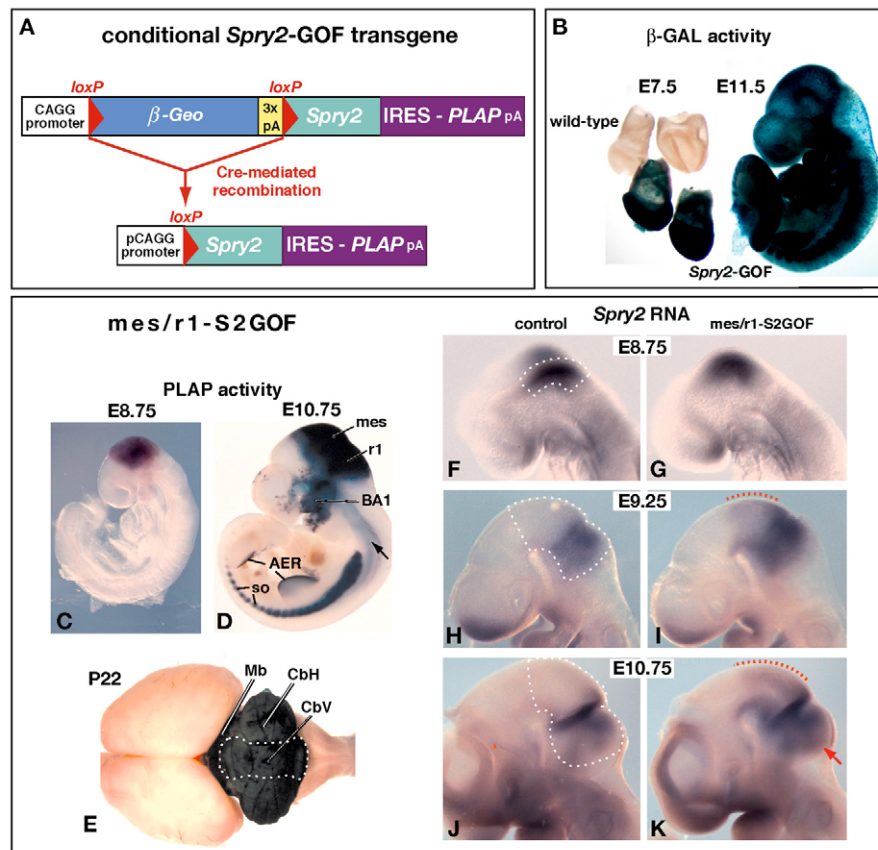 A
conditional Spry2-GOF transgene
loxP
loxP
CAGG promoter
β-Geo
3x pA
Spry2
IRES - PLAP pA
Cre-mediated recombination
loxP
pCAGG promoter
Spry2
IRES - PLAP pA
B
β-GAL activity
E7.5
E11.5
wild-type
Spry2-GOF
mes/r1-S2GOF
PLAP activity
E8.75
E10.75
mes
r1
BA1
AER
so
C
D
P22
Mb
CbH
CbV
E
Spry2 RNA
control
mes/r1-S2GOF
E8.75
F
G
E9.25
H
I
E10.75
J
K